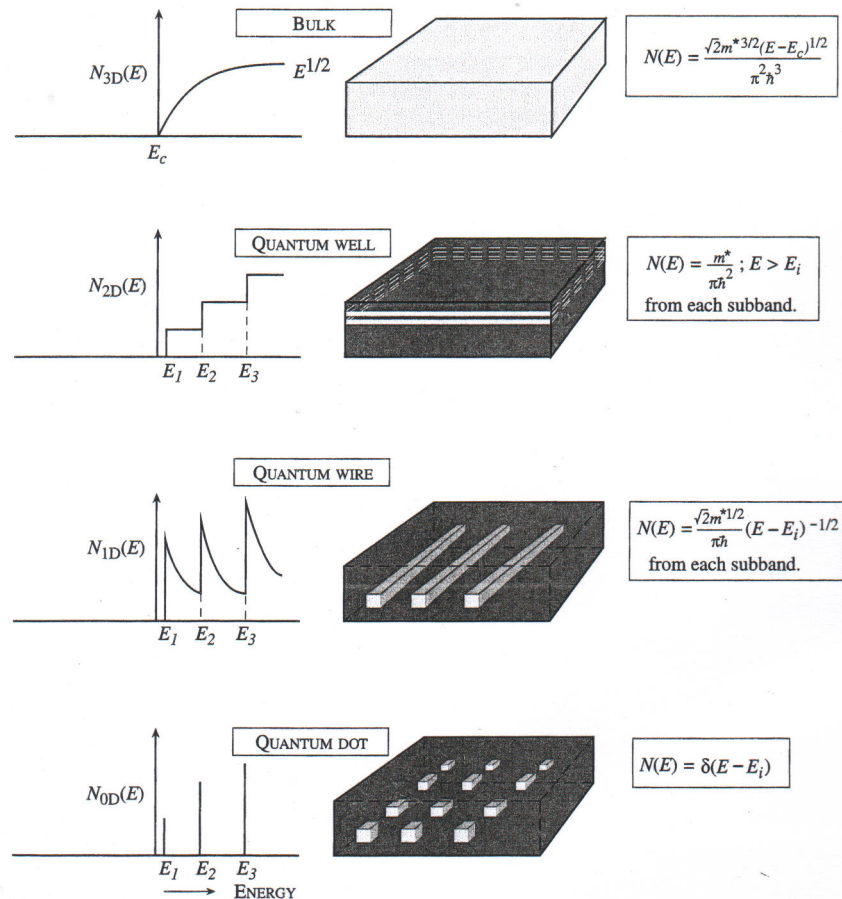 BULK
N3D(E)
E^1/2
N(E) = √2m*^3/2(E−Ec)^1/2 / π²ħ³
Ec
QUANTUM WELL
N2D(E)
N(E) = m*/πħ² ; E > Ei
from each subband.
E1 E2 E3
QUANTUM WIRE
N1D(E)
N(E) = √2m*^1/2/πħ (E−Ei)^−1/2
from each subband.
E1 E2 E3
QUANTUM DOT
N0D(E)
N(E) = δ(E−Ei)
E1 E2 E3
ENERGY